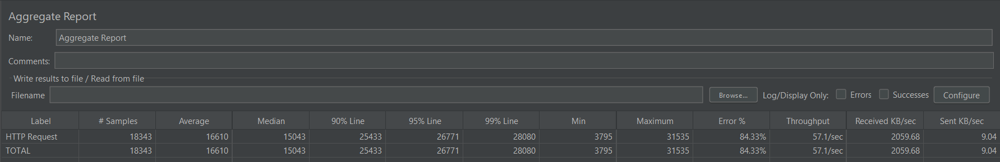 Aggregate Report
Name: Aggregate Report
Comments:
Write results to file / Read from file
Filename Browse... Log/Display Only: Errors Successes Configure
Label # Samples Average Median 90% Line 95% Line 99% Line Min Maximum Error % Throughput Received KB/sec Sent KB/sec
HTTP Request 18343 16610 15043 25433 26771 28080 3795 31535 84.33% 57.1/sec 2059.68 9.04
TOTAL 18343 16610 15043 25433 26771 28080 3795 31535 84.33% 57.1/sec 2059.68 9.04